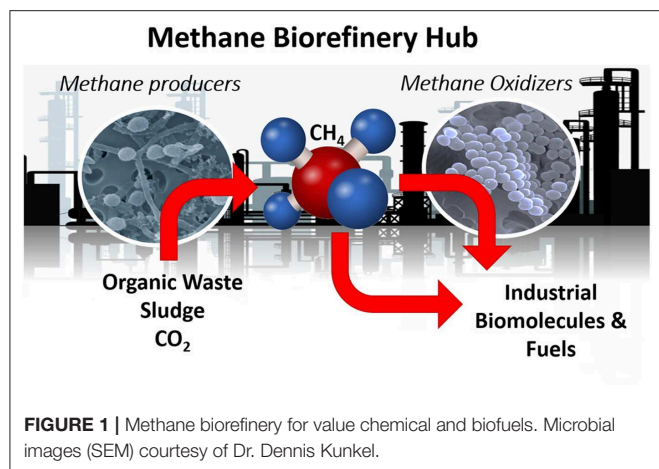 Methane Biorefinery Hub
Methane producers
Methane Oxidizers
CH₄
Organic Waste
Sludge
CO₂
Industrial
Biomolecules &
Fuels
FIGURE 1 | Methane biorefinery for value chemical and biofuels. Microbial
images (SEM) courtesy of Dr. Dennis Kunkel.